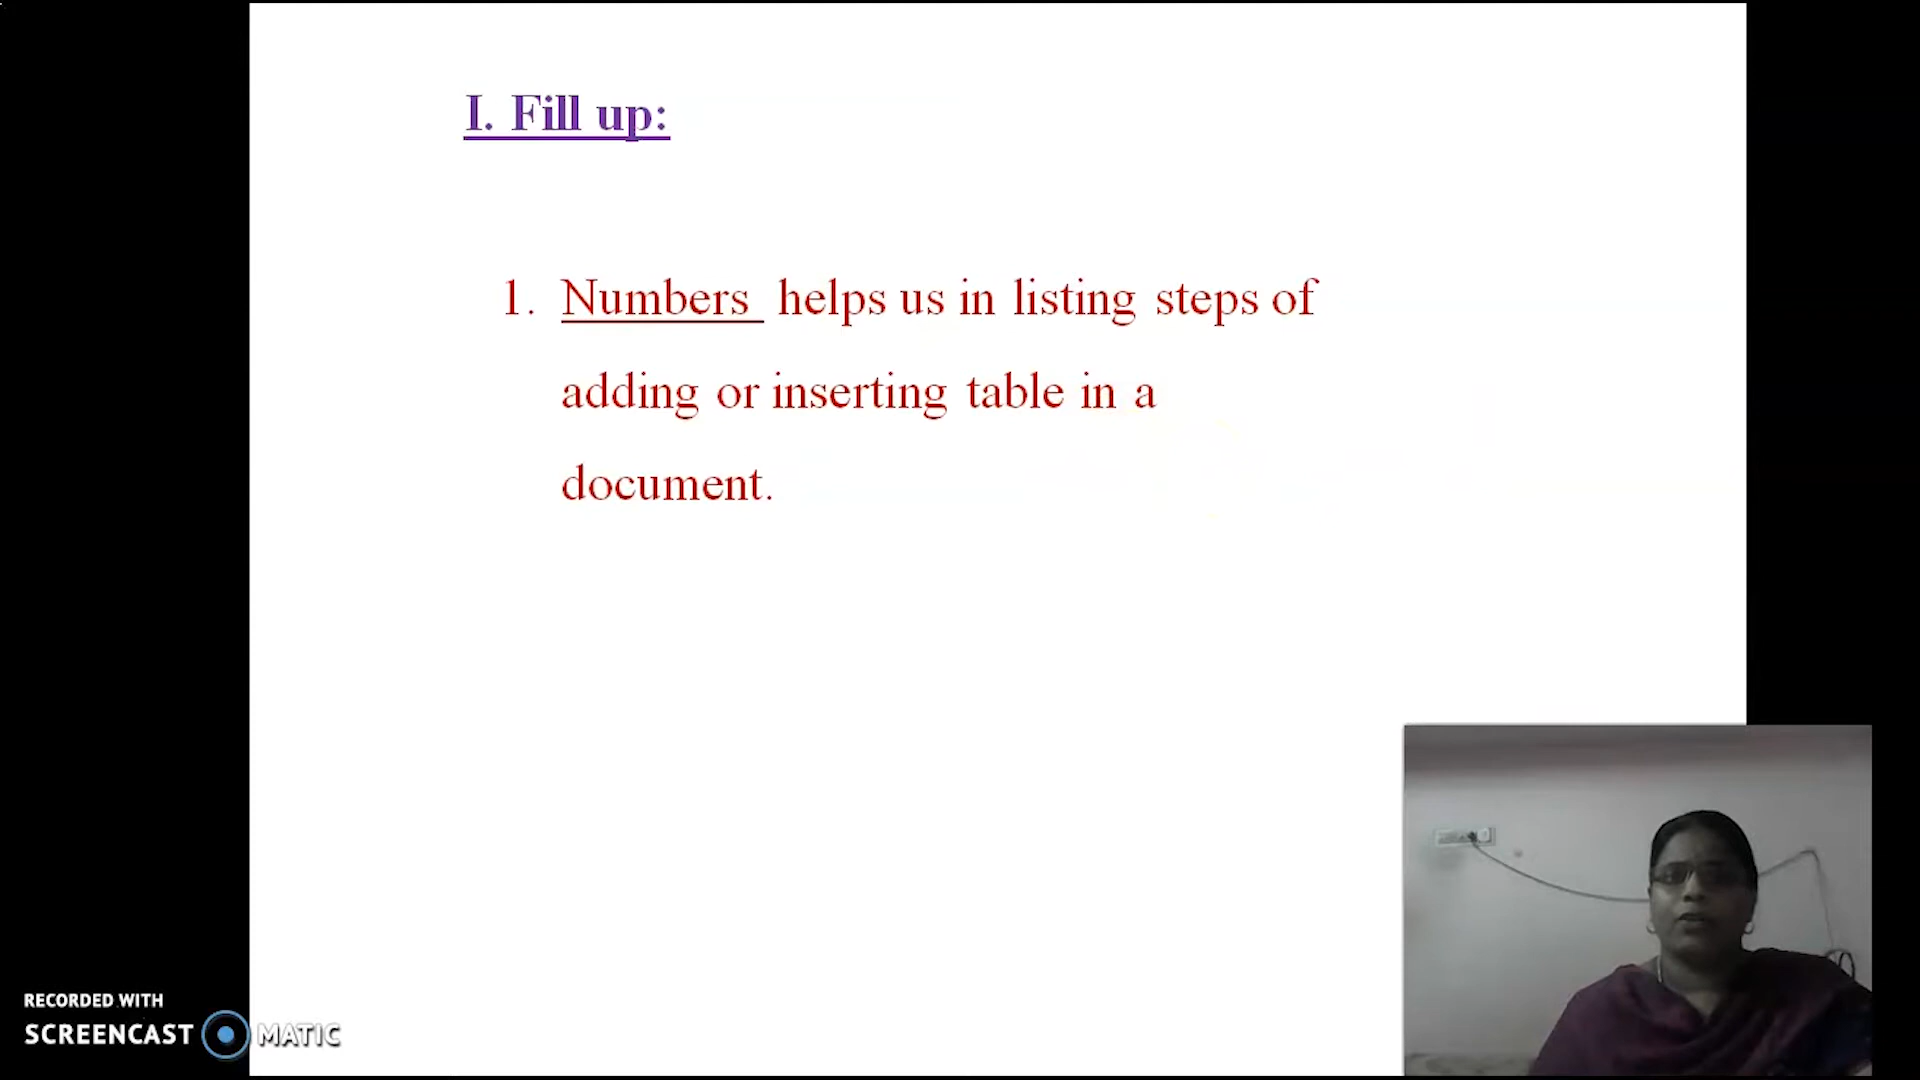 I. Fill up:
1. Numbers helps us in listing steps of
adding or inserting table in a
document.
RECORDED WITH
SCREENCAST MATIC